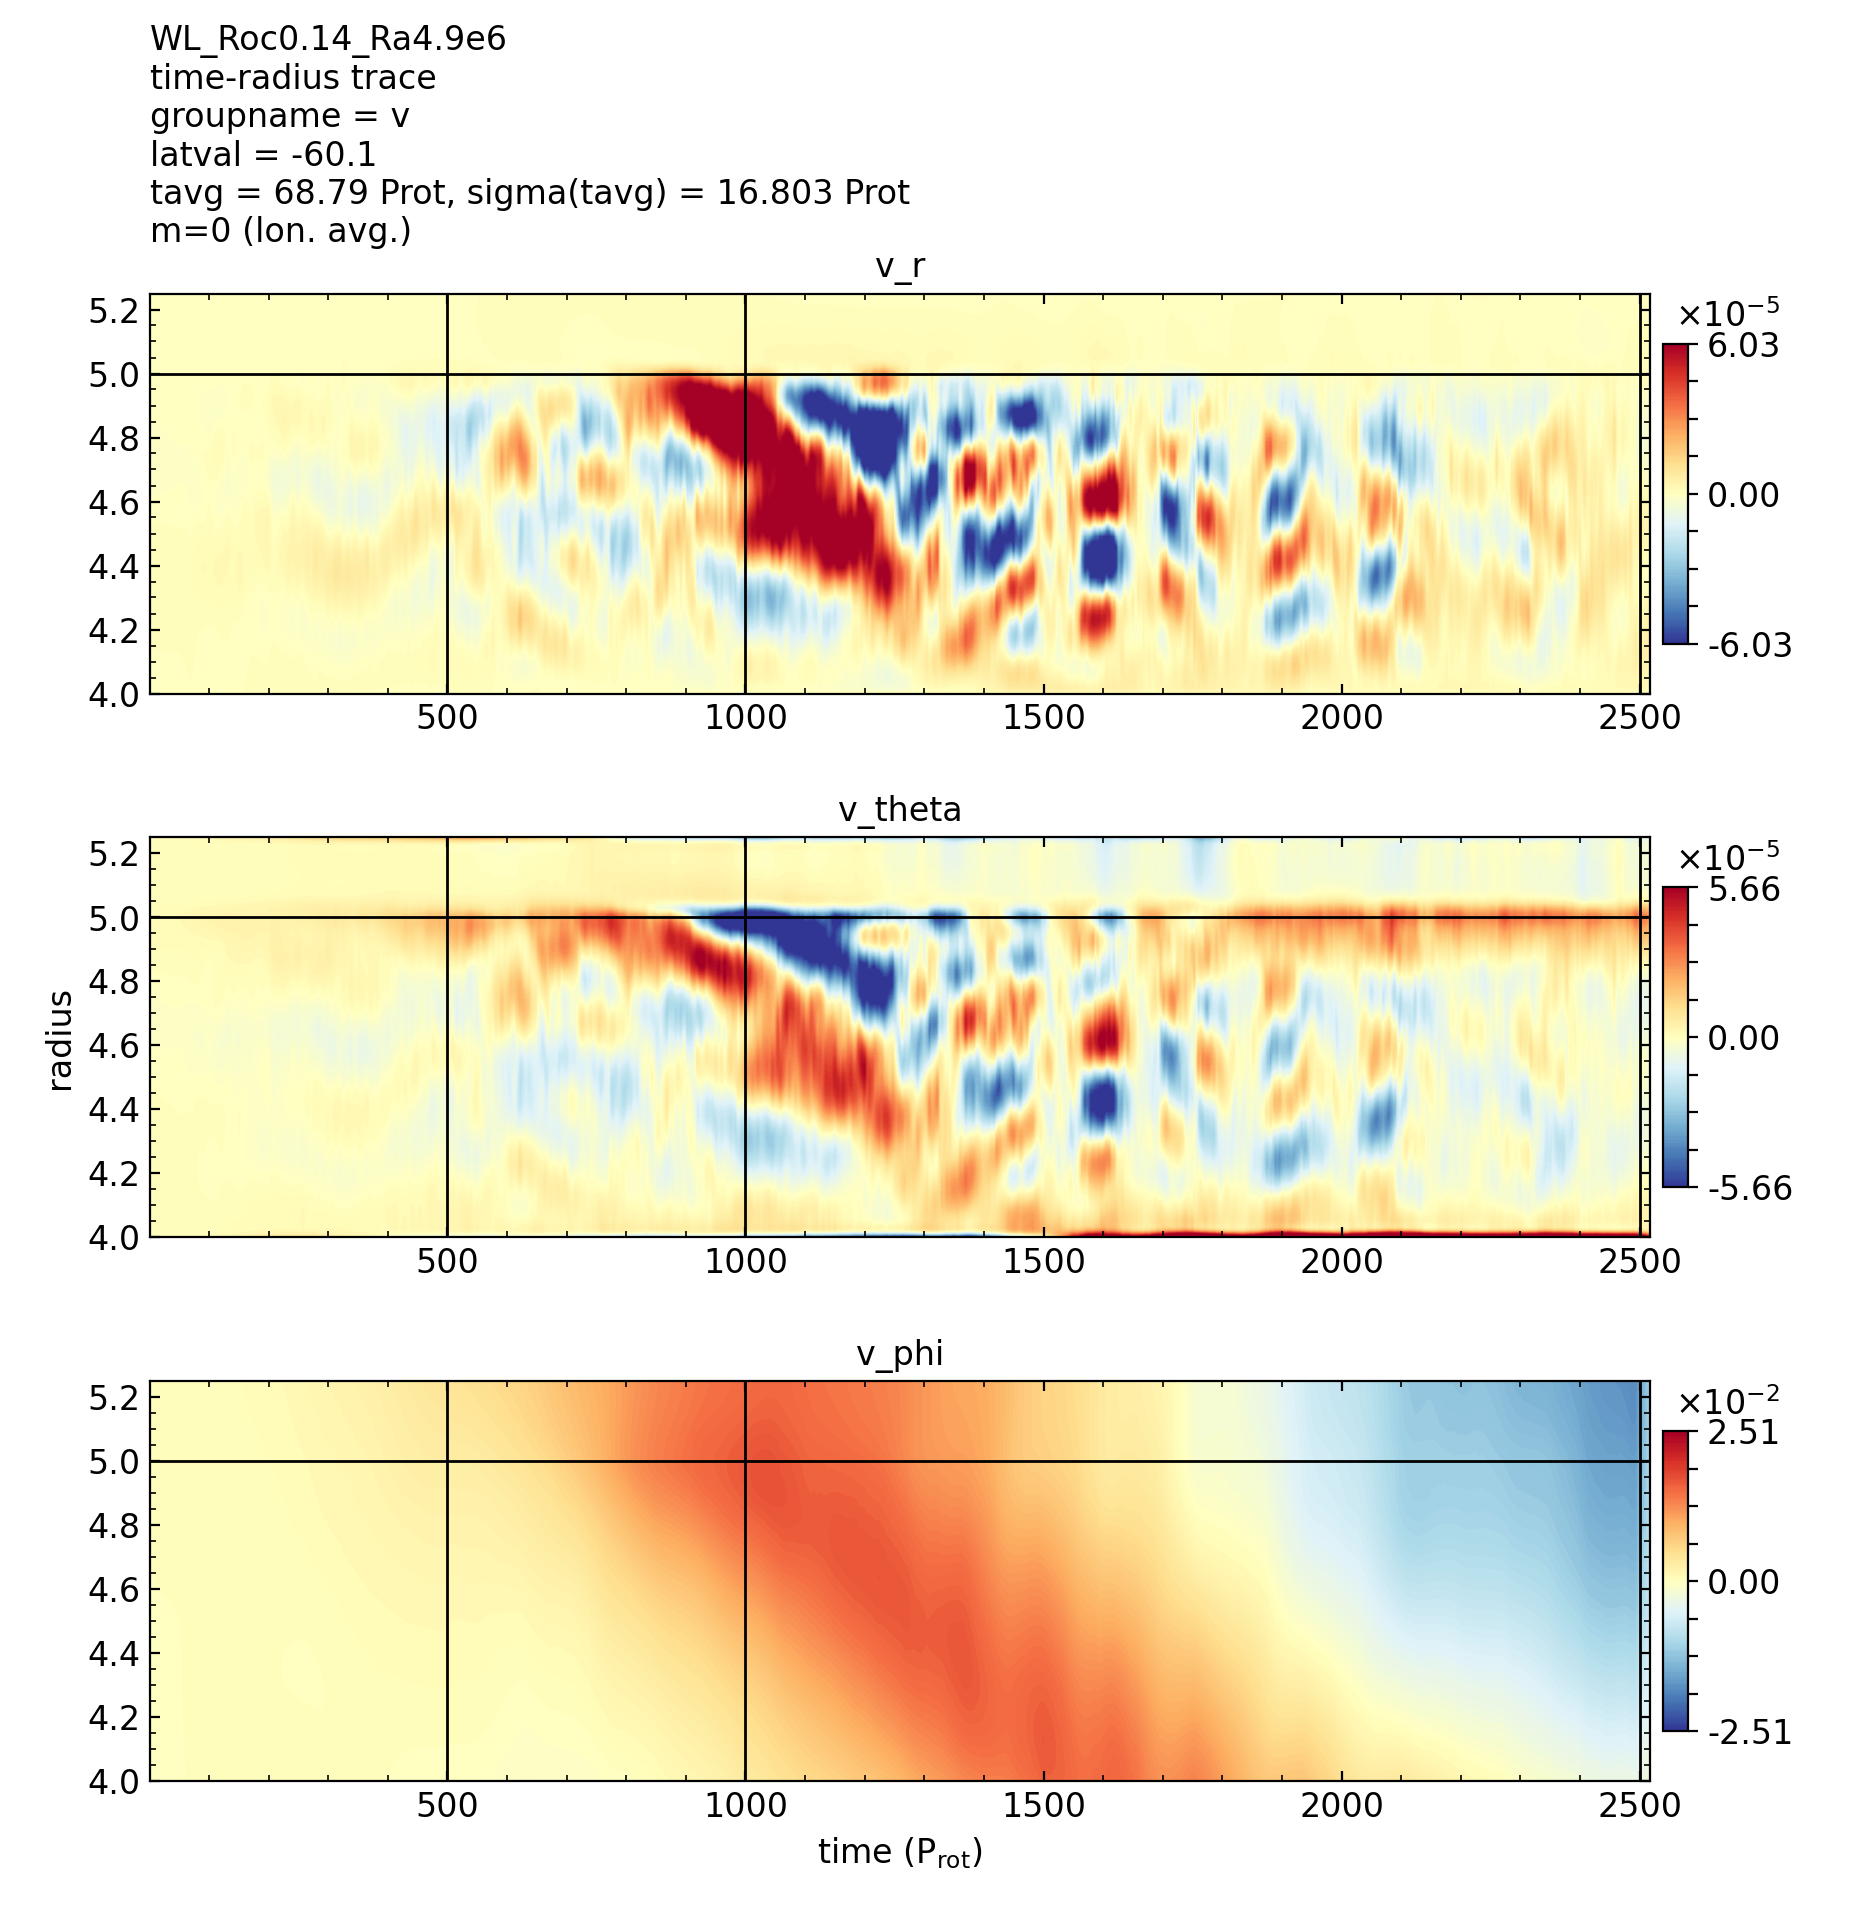 WL_Roc0.14_Ra4.9e6
time-radius trace
groupname = v
latval = -60.1
tavg = 68.79 Prot, sigma(tavg) = 16.803 Prot
m=0 (lon. avg.)
v_r
5.2
5.0
4.8
4.6
4.4
4.2
4.0
500 1000 1500 2000 2500
×10⁻⁵
6.03
0.00
-6.03
v_theta
radius
5.2
5.0
4.8
4.6
4.4
4.2
4.0
500 1000 1500 2000 2500
×10⁻⁵
5.66
0.00
-5.66
v_phi
5.2
5.0
4.8
4.6
4.4
4.2
4.0
500 1000 1500 2000 2500
×10⁻²
2.51
0.00
-2.51
time (P_rot)